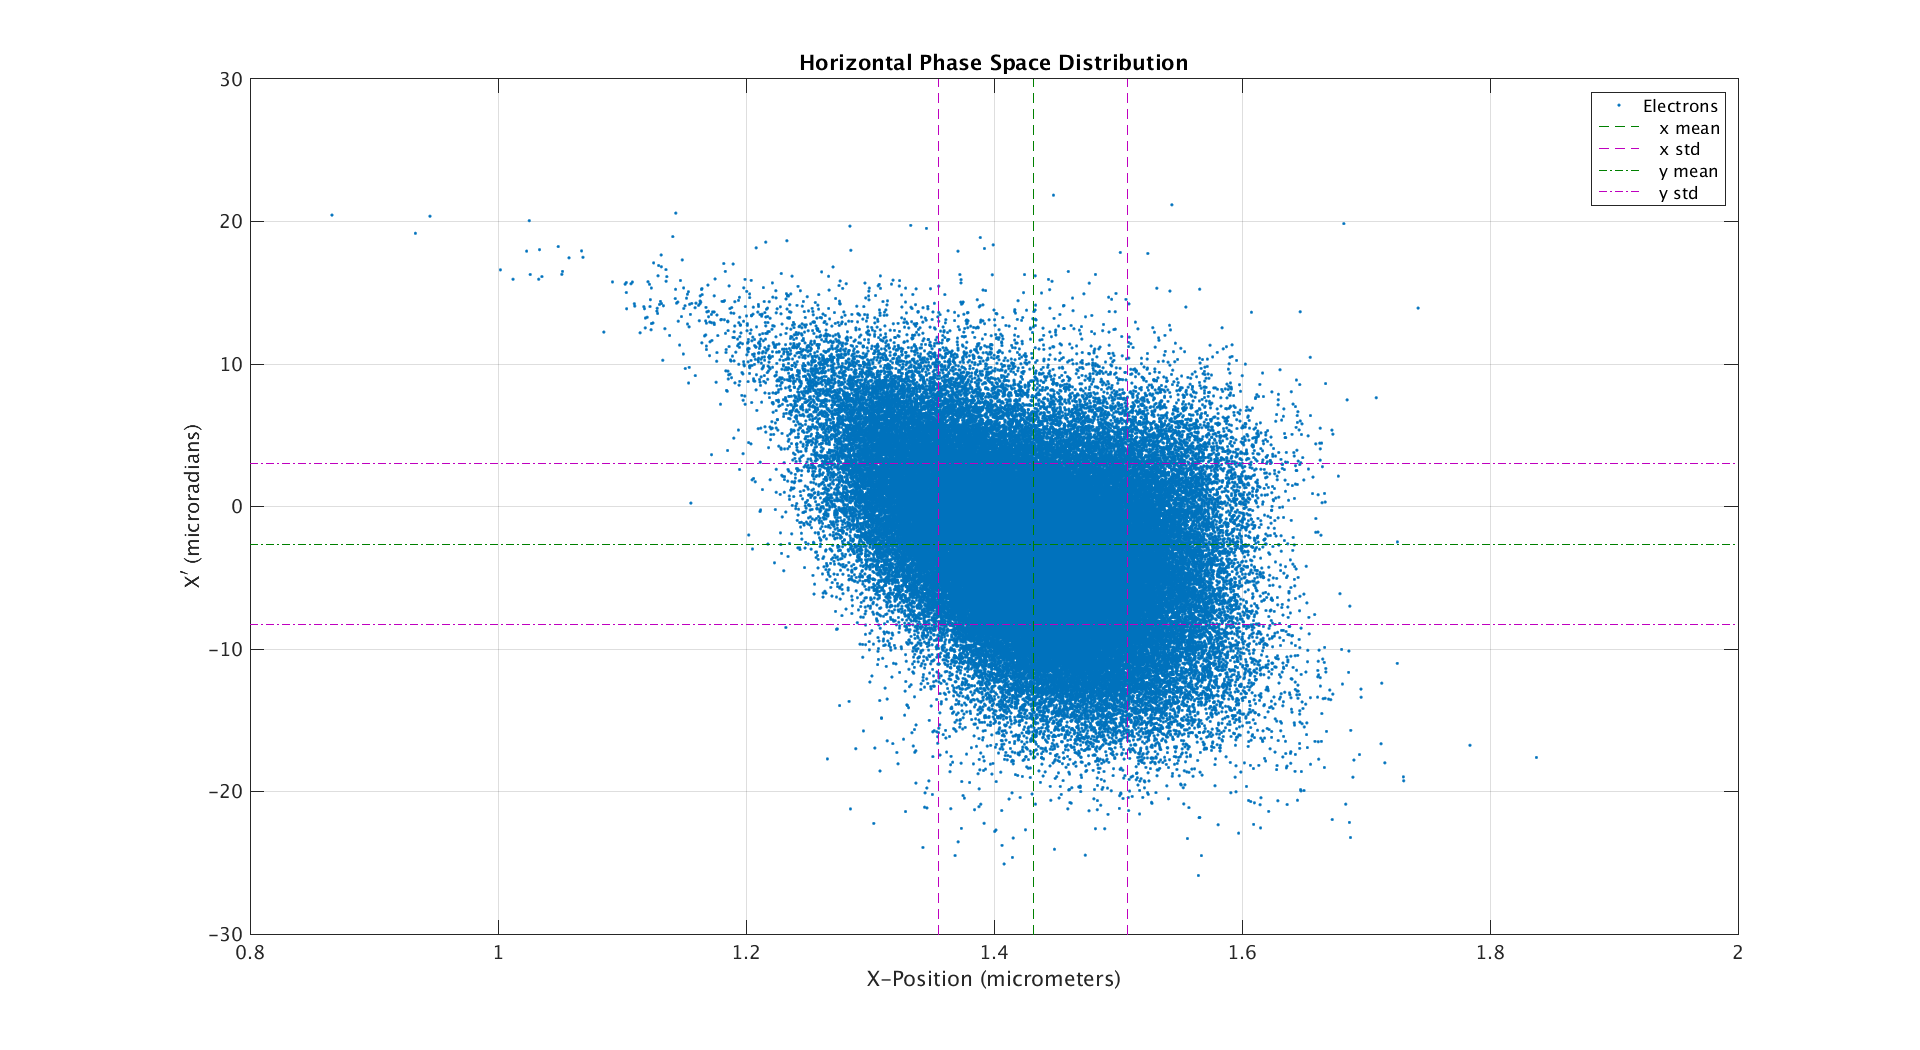 Horizontal Phase Space Distribution
30
20
10
0
−10
−20
−30
X′ (microradians)
Electrons
x mean
x std
y mean
y std
0.8 1 1.2 1.4 1.6 1.8 2
X−Position (micrometers)